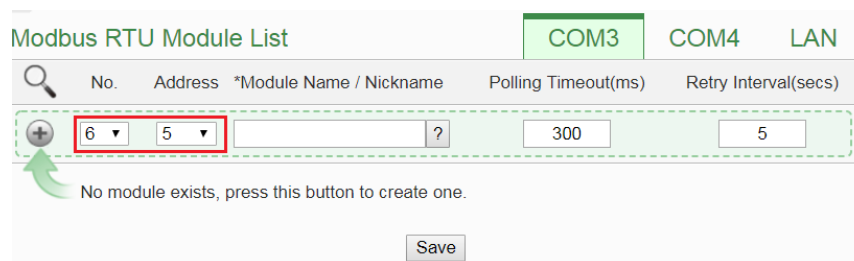 Modbus RTU Module List COM3 COM4 LAN
No. Address *Module Name / Nickname Polling Timeout(ms) Retry Interval(secs)
6 5 ? 300 5
No module exists, press this button to create one.
Save